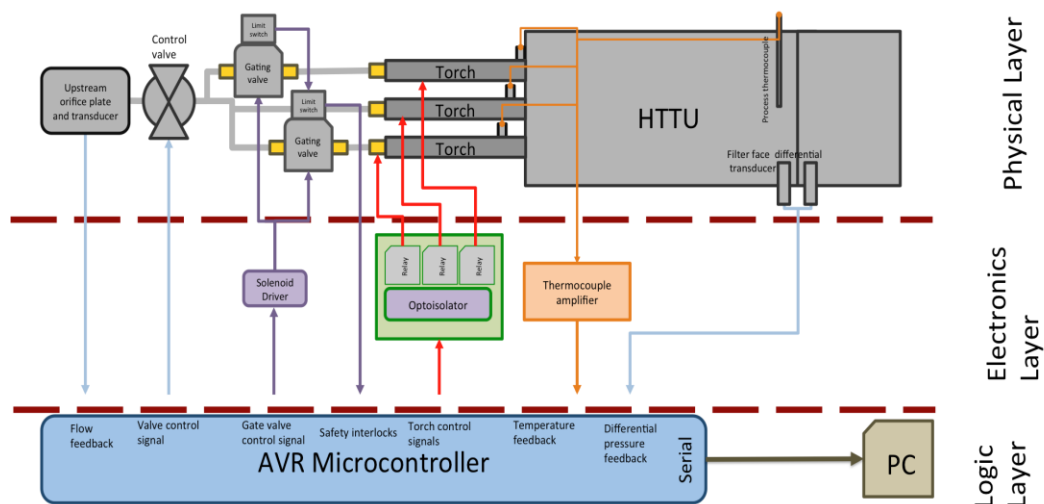 Control
valve
Limit
switch
Gating
valve
Upstream
orifice plate
and transducer
Limit
switch
Gating
valve
Torch
Torch
Torch
HTTU
Process thermocouple
Filter face differential
transducer
Physical Layer
Solenoid
Driver
Relay
Relay
Relay
Optoisolator
Thermocouple
amplifier
Electronics
Layer
Flow
feedback
Valve control
signal
Gate valve
control signal
Safety interlocks
Torch control
signals
Temperature
feedback
Differential
pressure
feedback
AVR Microcontroller
Serial
PC
Logic
Layer